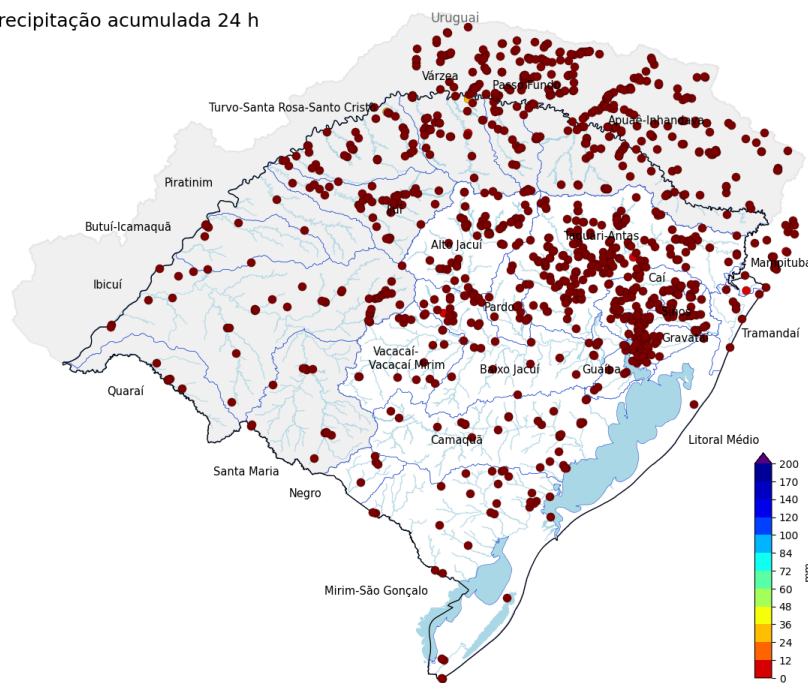 recipitação acumulada 24 h
Uruguai
Várzea
Passo Fundo
Turvo-Santa Rosa-Santo Cristo
Apuaê-Inhandava
Piratinim
Ijuí
Butuí-Icamaquã
Alto Jacuí
Taquari-Antas
Mampituba
Ibicuí
Caí
Pardo
Sinos
Tramandaí
Gravataí
Vacacaí-
Vacacaí Mirim
Baixo Jacuí
Guaíba
Quaraí
Camaquã
Litoral Médio
Santa Maria
Negro
Mirim-São Gonçalo
200
170
140
120
100
84
72
60
48
36
24
12
0
mm